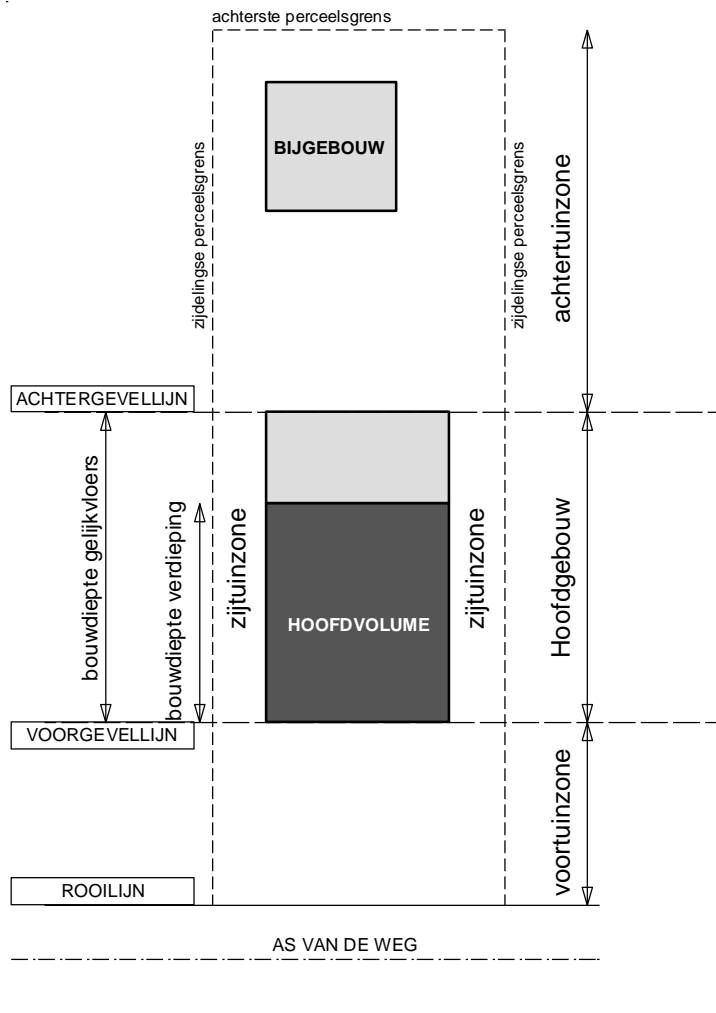 achterste perceelsgrens
BIJGEBOUW
zijdelingse perceelsgrens
zijdelingse perceelsgrens
achtertuinzone
ACHTERGEVELLIJN
bouwdiepte gelijkvloers
bouwdiepte verdieping
zijtuinzone
HOOFDVOLUME
zijtuinzone
Hoofdgebouw
VOORGEVELLIJN
voortuinzone
ROOILIJN
AS VAN DE WEG